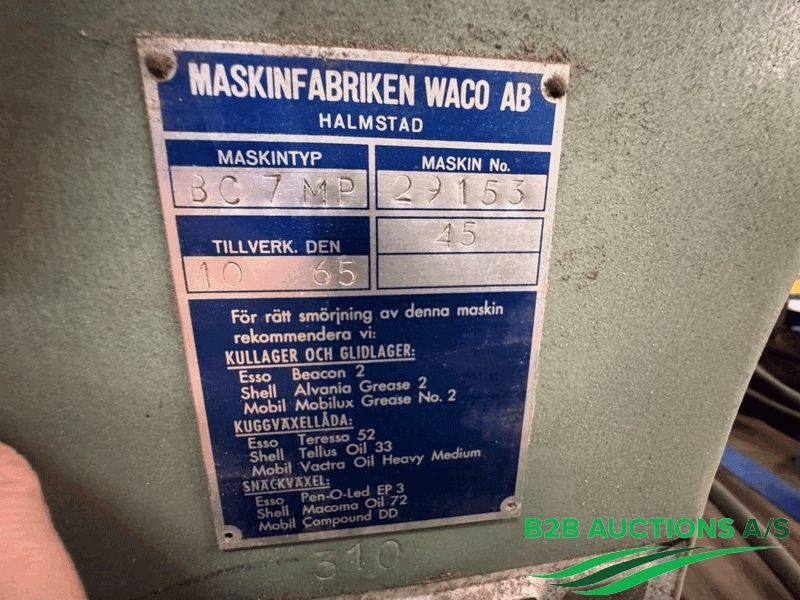 MASKINFABRIKEN WACO AB
HALMSTAD
MASKINTYP
BC 7 MP
MASKIN No.
29153
TILLVERK. DEN
10 65
45
För rätt smörjning av denna maskin
rekommendera vi:
KULLAGER OCH GLIDLAGER:
Esso Beacon 2
Shell Alvania Grease 2
Mobil Mobilux Grease No. 2
KUGGVÄXELLÅDA:
Esso Teresso 52
Shell Tellus Oil 33
Mobil Vactra Oil Heavy Medium
SNÄCKVÄXEL:
Esso Pen-O-Led EP 3
Shell Macoma Oil 72
Mobil Compound DD
310
B2B AUCTIONS A/S